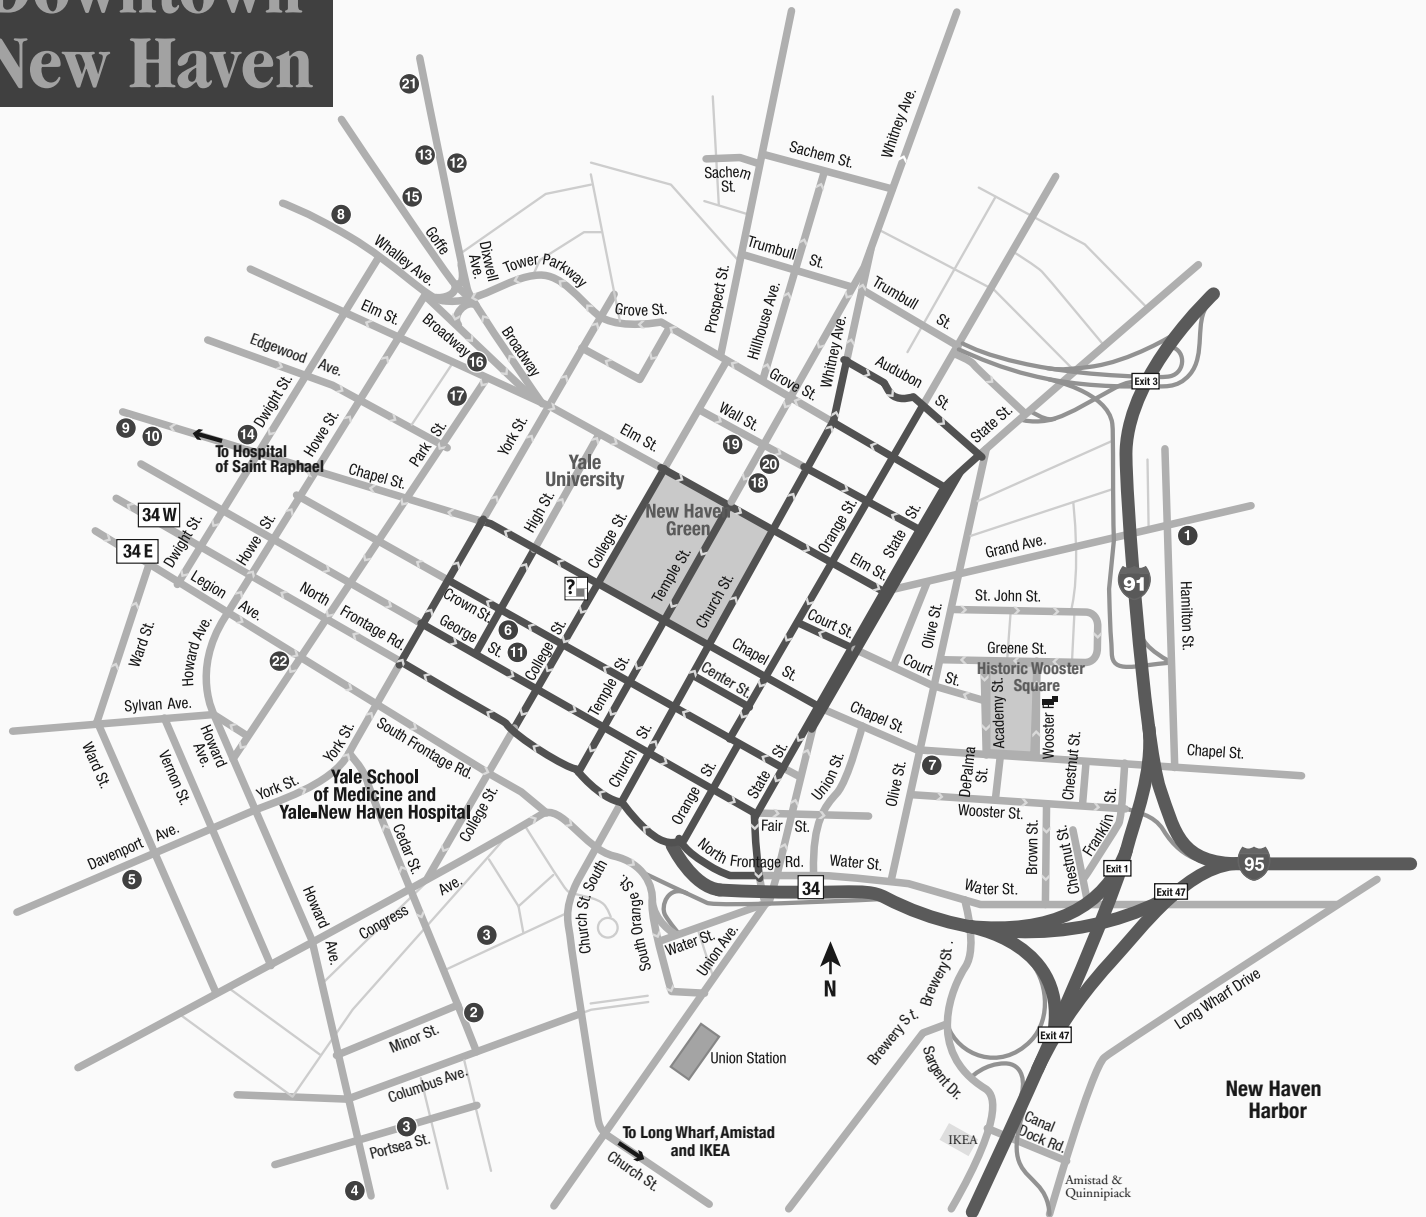 Downtown
New Haven
21
13
12
15
8
Goffe
Whalley Ave.
Dixwell
Ave.
Tower Parkway
Grove St.
Sachem St.
Sachem
St.
Whitney Ave.
Trumbull
St.
Prospect St.
Hillhouse Ave.
Trumbull
St.
Whitney Ave.
Elm St.
Broadway
Broadway
16
Edgewood
Ave.
17
Dwight St.
Howe St.
Park St.
York St.
Audubon
St.
Grove St.
Wall St.
State St.
Exit 3
9
10
14
To Hospital
of Saint Raphael
Chapel St.
Elm St.
19
20
18
Yale
University
34 W
34 E
Dwight St.
Howe St.
High St.
College St.
New Haven
Green
Temple St.
Church St.
Orange St.
State St.
Elm St.
Grand Ave.
1
91
Hamilton St.
Legion
Ave.
North
Frontage Rd.
?
Crown St.
George
St.
6
11
College St.
Court St.
Olive St.
St. John St.
Greene St.
Court
St.
Historic Wooster
Square
Academy St.
Wooster P
Ward St.
Howard Ave.
22
Temple St.
Chapel
St.
Center St.
Chapel St.
Sylvan Ave.
Ward St.
Vernon St.
Howard
Ave.
York St.
South Frontage Rd.
Church St.
Orange St.
State St.
Union St.
Olive St.
7
DePalma
St.
Chestnut St.
Chapel St.
York St.
Yale School
of Medicine and
Yale-New Haven Hospital
College St.
Wooster St.
Fair St.
Brown St.
Chestnut St.
Franklin St.
Davenport Ave.
5
Cedar St.
North Frontage Rd.
Water St.
34
Water St.
Exit 1
Exit 47
95
Howard
Ave.
Congress Ave.
3
Church St. South
South Orange St.
Water St.
Union Ave.
N
Brewery St.
Brewery St.
Long Wharf Drive
2
Minor St.
Columbus Ave.
3
Portsea St.
4
Union Station
Exit 47
Sargent Dr.
New Haven
Harbor
To Long Wharf, Amistad
and IKEA
Church St.
IKEA
Canal
Dock Rd.
Amistad &
Quinnipiack